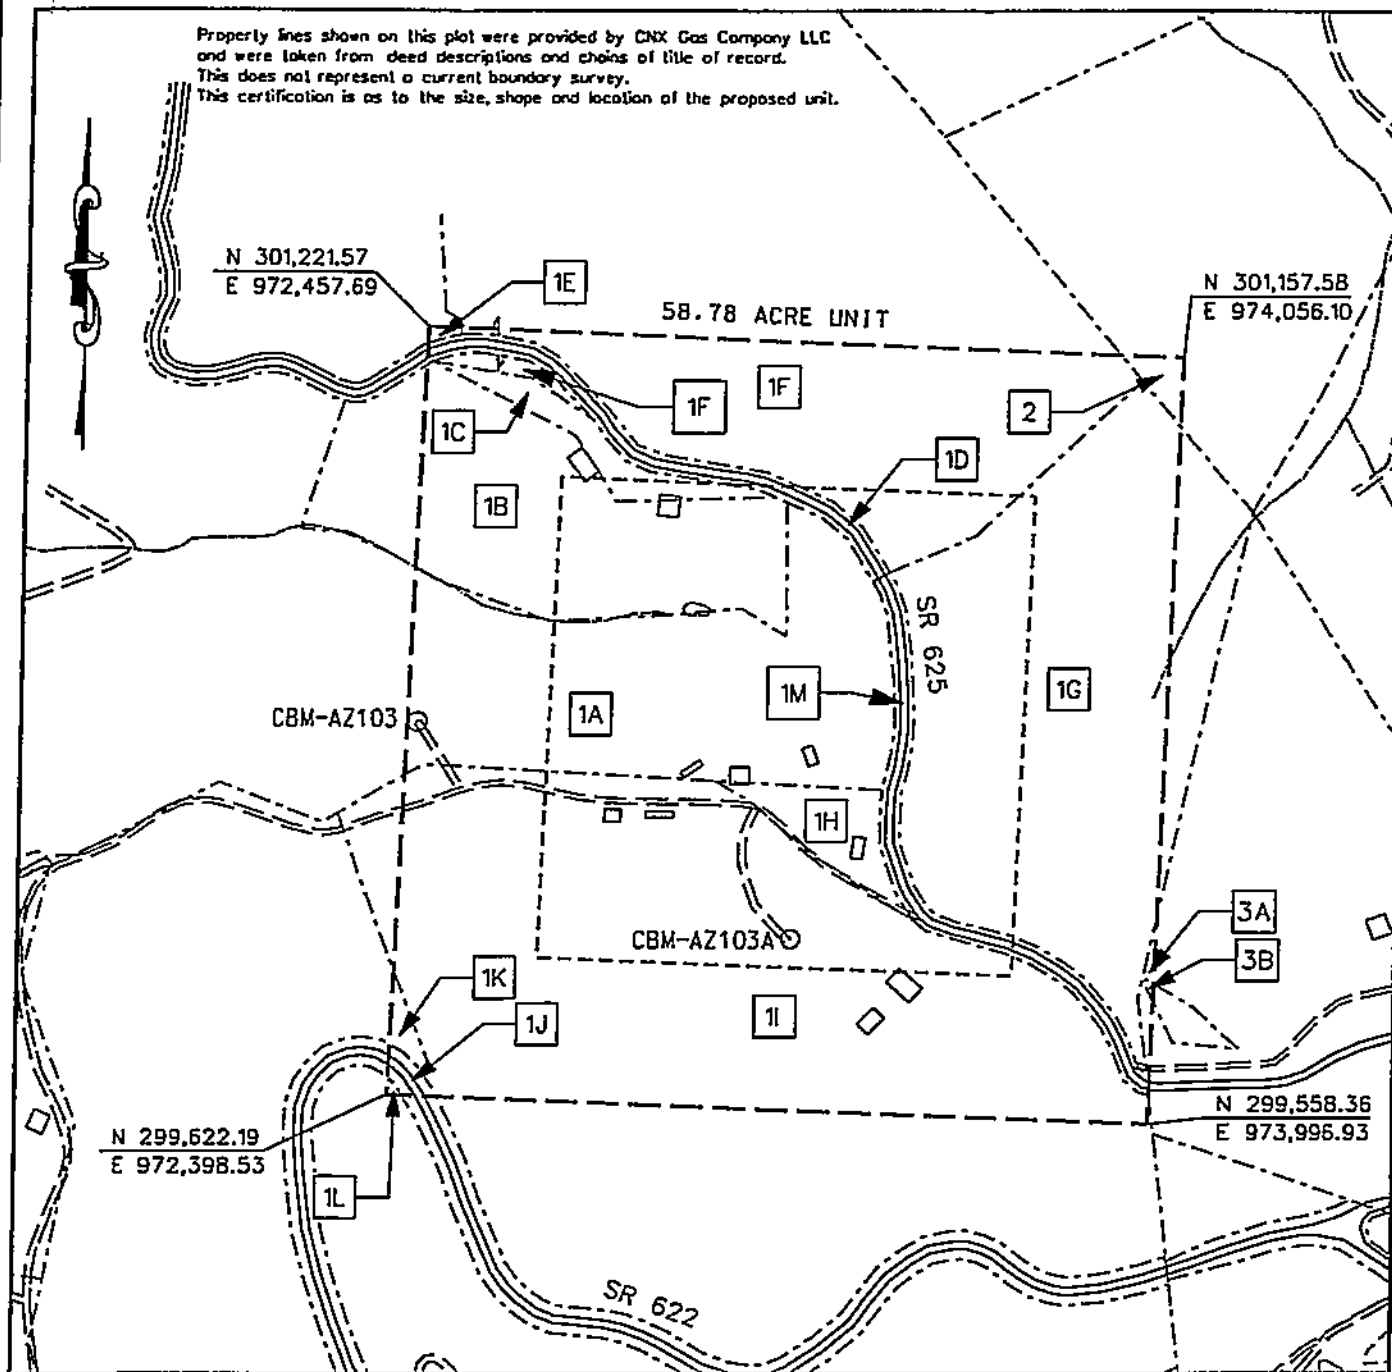 Property lines shown on this plot were provided by CNX Gas Company LLC
and were taken from deed descriptions and chains of title of record.
This does not represent a current boundary survey.
This certification is as to the size, shape and location of the proposed unit.
N 301,221.57
E 972,457.69
1E
58.78 ACRE UNIT
N 301,157.58
E 974,056.10
1F
1F
2
1C
1D
1B
SR 625
1M
1G
CBM-AZ103
1A
1H
3A
CBM-AZ103A
3B
1K
1J
1I
N 299,622.19
E 972,398.53
N 299,558.36
E 973,996.93
1L
SR 622